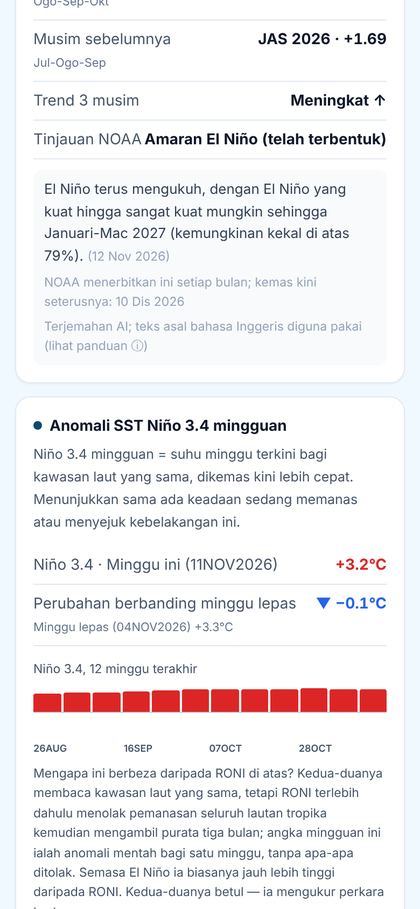 Ogo-Sep-Okt
Musim sebelumnya JAS 2026 · +1.69
Jul-Ogo-Sep
Trend 3 musim Meningkat ↑
Tinjauan NOAA Amaran El Niño (telah terbentuk)
El Niño terus mengukuh, dengan El Niño yang
kuat hingga sangat kuat mungkin sehingga
Januari-Mac 2027 (kemungkinan kekal di atas
79%). (12 Nov 2026)
NOAA menerbitkan ini setiap bulan; kemas kini
seterusnya: 10 Dis 2026
Terjemahan AI; teks asal bahasa Inggeris diguna pakai
(lihat panduan ⓘ)
Anomali SST Niño 3.4 mingguan
Niño 3.4 mingguan = suhu minggu terkini bagi
kawasan laut yang sama, dikemas kini lebih cepat.
Menunjukkan sama ada keadaan sedang memanas
atau menyejuk kebelakangan ini.
Niño 3.4 · Minggu ini (11NOV2026) +3.2°C
Perubahan berbanding minggu lepas ▼ −0.1°C
Minggu lepas (04NOV2026) +3.3°C
Niño 3.4, 12 minggu terakhir
26AUG 16SEP 07OCT 28OCT
Mengapa ini berbeza daripada RONI di atas? Kedua-duanya
membaca kawasan laut yang sama, tetapi RONI terlebih
dahulu menolak pemanasan seluruh lautan tropika
kemudian mengambil purata tiga bulan; angka mingguan ini
ialah anomali mentah bagi satu minggu, tanpa apa-apa
ditolak. Semasa El Niño ia biasanya jauh lebih tinggi
daripada RONI. Kedua-duanya betul — ia mengukur perkara